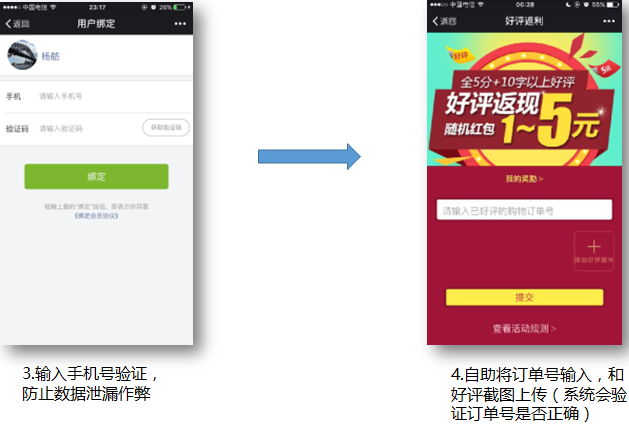 中国电信
23:17
26%
返回
用户绑定
杨舫
手机 请输入手机号
验证码 请输入验证码 获取验证码
绑定
轻触上面的“绑定”按钮，即表示你同意
《绑定会员协议》
3.输入手机号验证，
防止数据泄漏作弊
中国电信
00:28
51%
返回
好评返利
好评
5元
全5分+10字以上好评
好评返现
随机红包 1~5元
我的奖励 >
请输入已好评的购物订单号
添加好评图片
提交
查看活动规则 >
4.自助将订单号输入，和
好评截图上传（系统会验
证订单号是否正确）